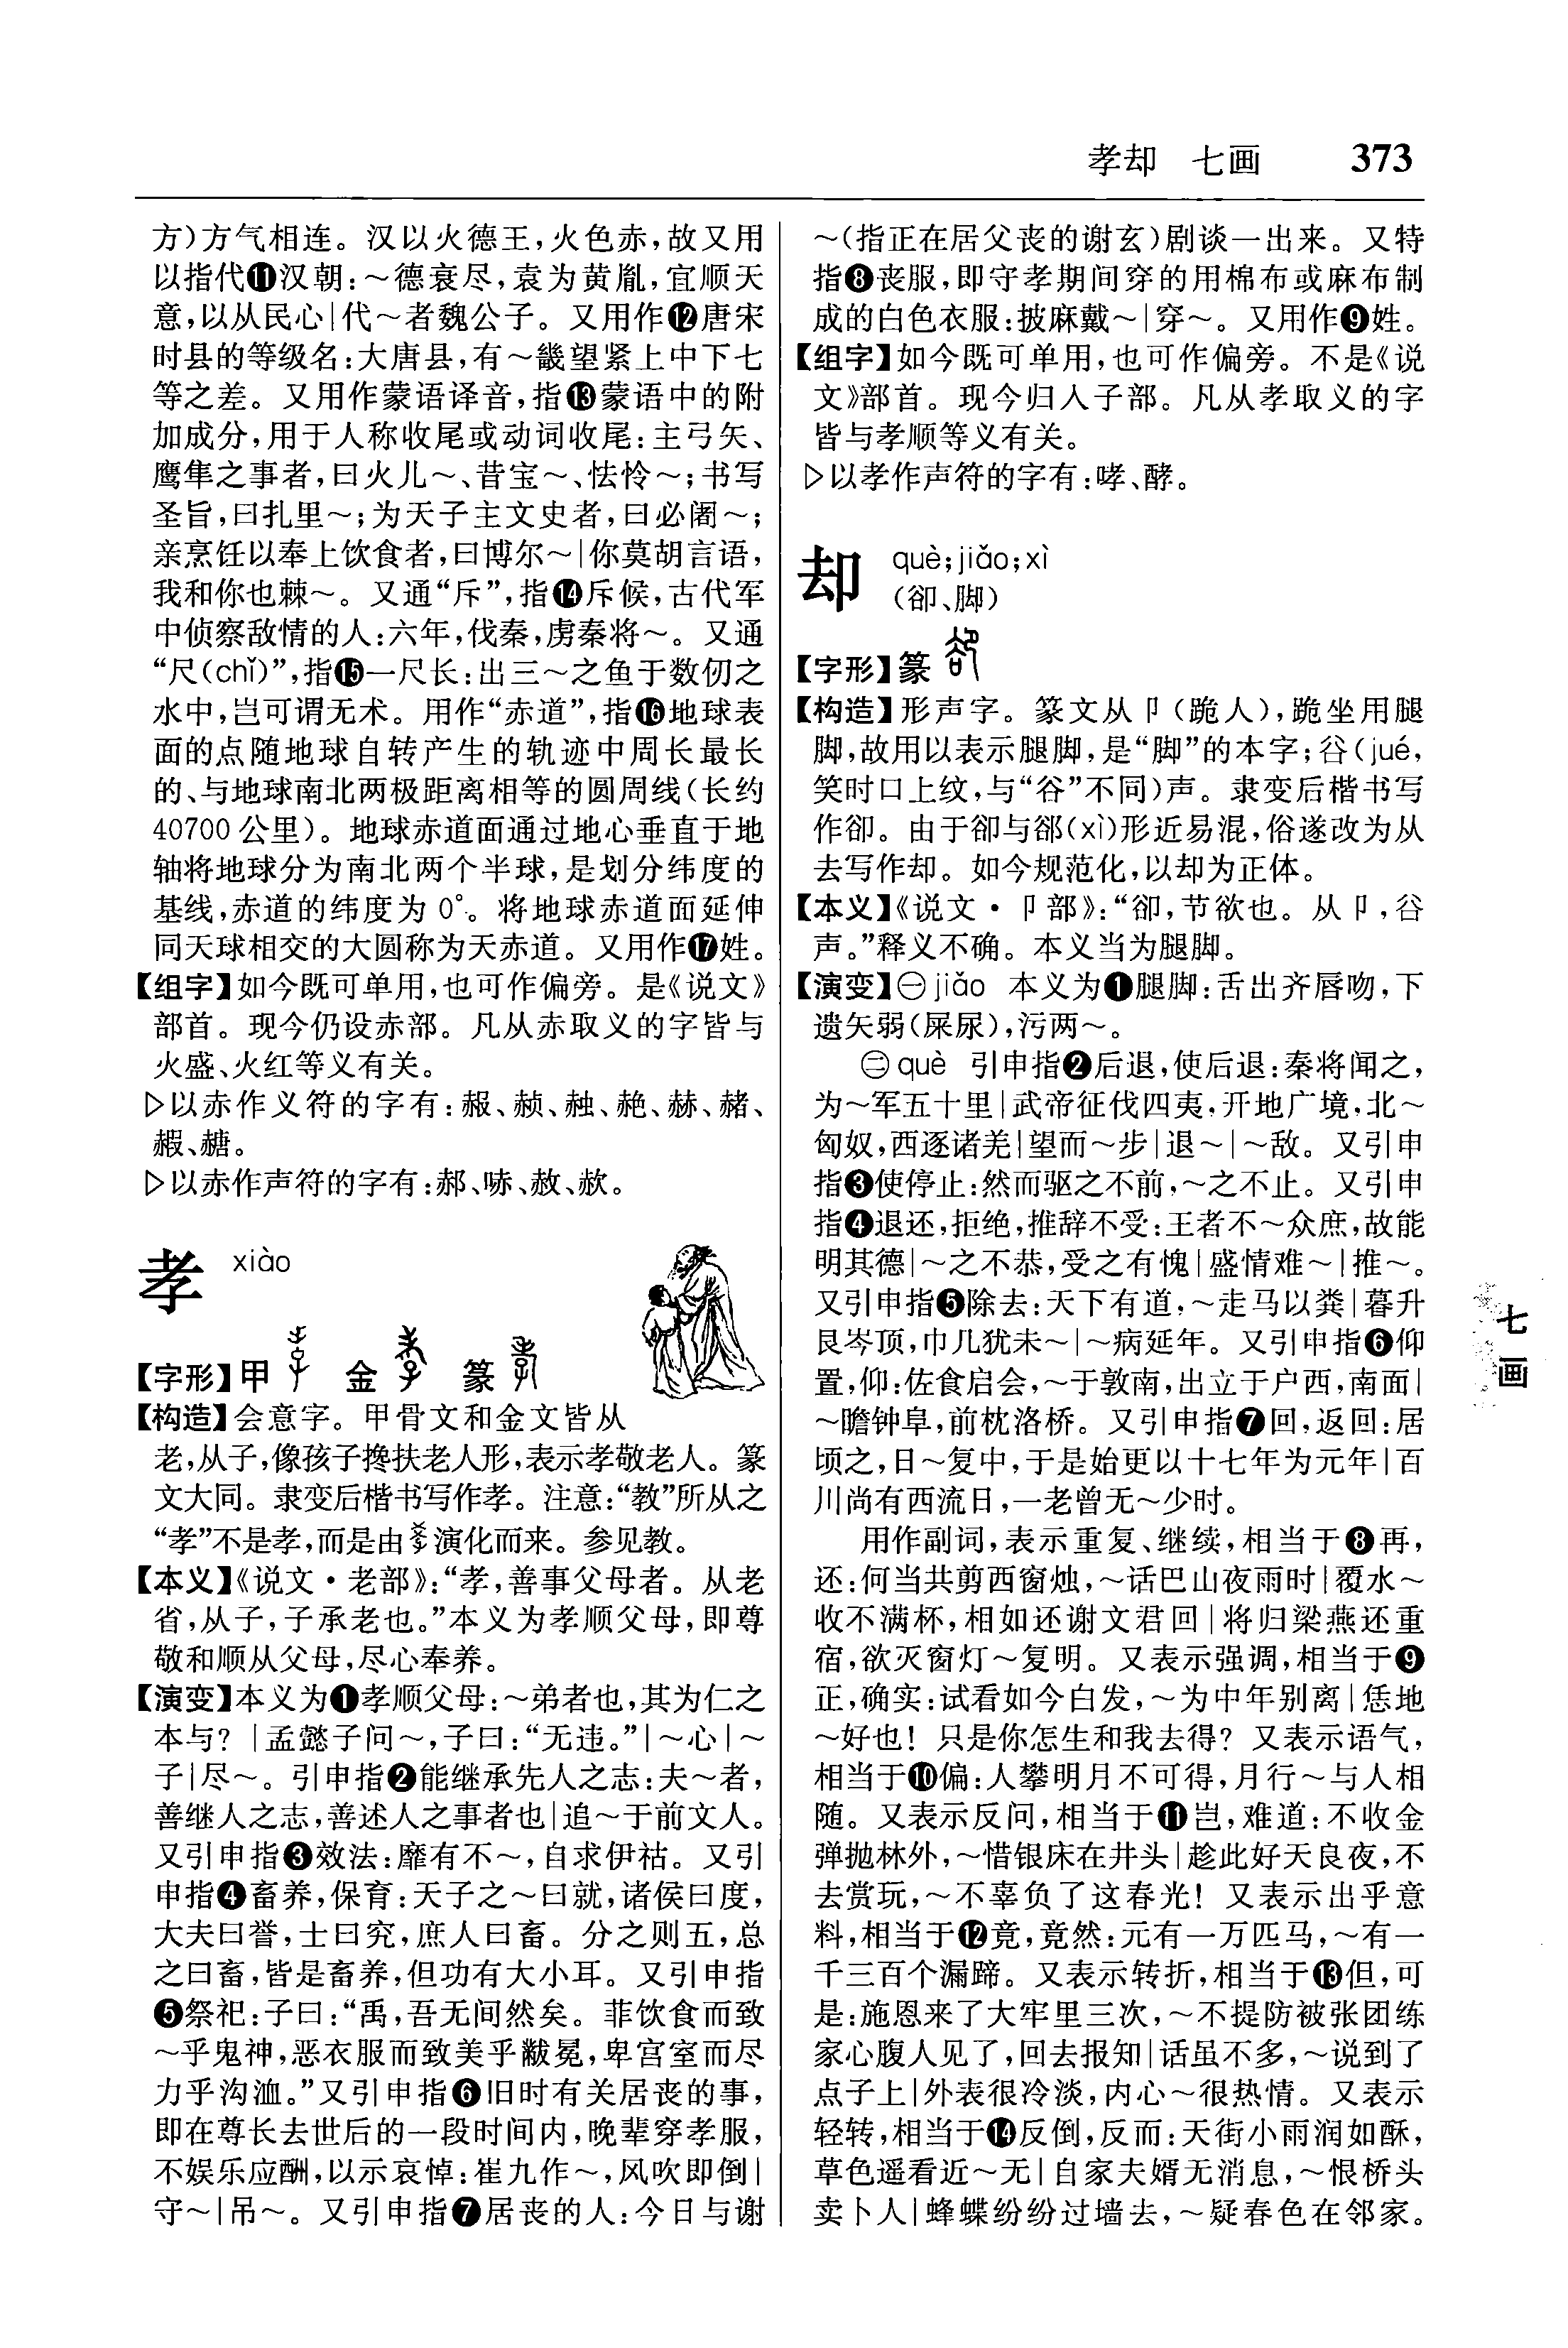 孝却 七画 373
方)方气相连。汉以火德王,火色赤,故又用
以指代⓫汉朝:～德衰尽,袁为黄胤,宜顺天
意,以从民心|代～者魏公子。又用作⓬唐宋
时县的等级名:大唐县,有～畿望紧上中下七
等之差。又用作蒙语译音,指⓭蒙语中的附
加成分,用于人称收尾或动词收尾:主弓矢、
鹰隼之事者,曰火儿～、昔宝～、怯怜～;书写
圣旨,曰扎里～;为天子主文史者,曰必阇～;
亲烹饪以奉上饮食者,曰博尔～|你莫胡言语,
我和你也棘～。又通“斥”,指⓮斥候,古代军
中侦察敌情的人:六年,伐秦,虏秦将～。又通
“尺(chǐ)”,指⓯一尺长:出三～之鱼于数仞之
水中,岂可谓无术。用作“赤道”,指⓰地球表
面的点随地球自转产生的轨迹中周长最长
的、与地球南北两极距离相等的圆周线(长约
40700公里)。地球赤道面通过地心垂直于地
轴将地球分为南北两个半球,是划分纬度的
基线,赤道的纬度为0°。将地球赤道面延伸
同天球相交的大圆称为天赤道。又用作⓱姓。
【组字】如今既可单用,也可作偏旁。是《说文》
部首。现今仍设赤部。凡从赤取义的字皆与
火盛、火红等义有关。
▷以赤作义符的字有:赧、赪、赨、赩、赫、赭、
赮、赯。
▷以赤作声符的字有:郝、哧、赦、赥。
孝 xiào
【字形】甲 金 篆
【构造】会意字。甲骨文和金文皆从
老,从子,像孩子搀扶老人形,表示孝敬老人。篆
文大同。隶变后楷书写作孝。注意:“教”所从之
“孝”不是孝,而是由演化而来。参见教。
【本义】《说文·老部》:“孝,善事父母者。从老
省,从子,子承老也。”本义为孝顺父母,即尊
敬和顺从父母,尽心奉养。
【演变】本义为❶孝顺父母:～弟者也,其为仁之
本与?|孟懿子问～,子曰:“无违。”|～心|～
子|尽～。引申指❷能继承先人之志:夫～者,
善继人之志,善述人之事者也|追～于前文人。
又引申指❸效法:靡有不～,自求伊祜。又引
申指❹畜养,保育:天子之～曰就,诸侯曰度,
大夫曰誉,士曰究,庶人曰畜。分之则五,总
之曰畜,皆是畜养,但功有大小耳。又引申指
❺祭祀:子曰:“禹,吾无间然矣。菲饮食而致
～乎鬼神,恶衣服而致美乎黻冕,卑宫室而尽
力乎沟洫。”又引申指❻旧时有关居丧的事,
即在尊长去世后的一段时间内,晚辈穿孝服,
不娱乐应酬,以示哀悼:崔九作～,风吹即倒|
守～|吊～。又引申指❼居丧的人:今日与谢
～(指正在居父丧的谢玄)剧谈一出来。又特
指❽丧服,即守孝期间穿的用棉布或麻布制
成的白色衣服:披麻戴～|穿～。又用作❾姓。
【组字】如今既可单用,也可作偏旁。不是《说
文》部首。现今归入子部。凡从孝取义的字
皆与孝顺等义有关。
▷以孝作声符的字有:哮、酵。
却 què;jiǎo;xì
(卻、脚)
【字形】篆
【构造】形声字。篆文从卩(跪人),跪坐用腿
脚,故用以表示腿脚,是“脚”的本字;谷(jué,
笑时口上纹,与“谷”不同)声。隶变后楷书写
作卻。由于卻与郤(xì)形近易混,俗遂改为从
去写作却。如今规范化,以却为正体。
【本义】《说文·卩部》:“卻,节欲也。从卩,谷
声。”释义不确。本义当为腿脚。
【演变】㊀jiǎo 本义为❶腿脚:舌出齐唇吻,下
遗矢弱(屎尿),污两～。
㊁què 引申指❷后退,使后退:秦将闻之,
为～军五十里|武帝征伐四夷,开地广境,北～
匈奴,西逐诸羌|望而～步|退～|～敌。又引申
指❸使停止:然而驱之不前,～之不止。又引申
指❹退还,拒绝,推辞不受:王者不～众庶,故能
明其德|～之不恭,受之有愧|盛情难～|推～。
又引申指❺除去:天下有道,～走马以粪|暮升
艮岑顶,巾几犹未～|～病延年。又引申指❻仰
置,仰:佐食启会,～于敦南,出立于户西,南面|
～瞻钟阜,前枕洛桥。又引申指❼回,返回:居
顷之,日～复中,于是始更以十七年为元年|百
川尚有西流日,一老曾无～少时。
用作副词,表示重复、继续,相当于❽再,
还:何当共剪西窗烛,～话巴山夜雨时|覆水～
收不满杯,相如还谢文君回|将归梁燕还重
宿,欲灭窗灯～复明。又表示强调,相当于❾
正,确实:试看如今白发,～为中年别离|恁地
～好也!只是你怎生和我去得?又表示语气,
相当于❿偏:人攀明月不可得,月行～与人相
随。又表示反问,相当于⓫岂,难道:不收金
弹抛林外,～惜银床在井头|趁此好天良夜,不
去赏玩,～不辜负了这春光!又表示出乎意
料,相当于⓬竟,竟然:元有一万匹马,～有一
千三百个漏蹄。又表示转折,相当于⓭但,可
是:施恩来了大牢里三次,～不提防被张团练
家心腹人见了,回去报知|话虽不多,～说到了
点子上|外表很冷淡,内心～很热情。又表示
轻转,相当于⓮反倒,反而:天街小雨润如酥,
草色遥看近～无|自家夫婿无消息,～恨桥头
卖卜人|蜂蝶纷纷过墙去,～疑春色在邻家。
七画